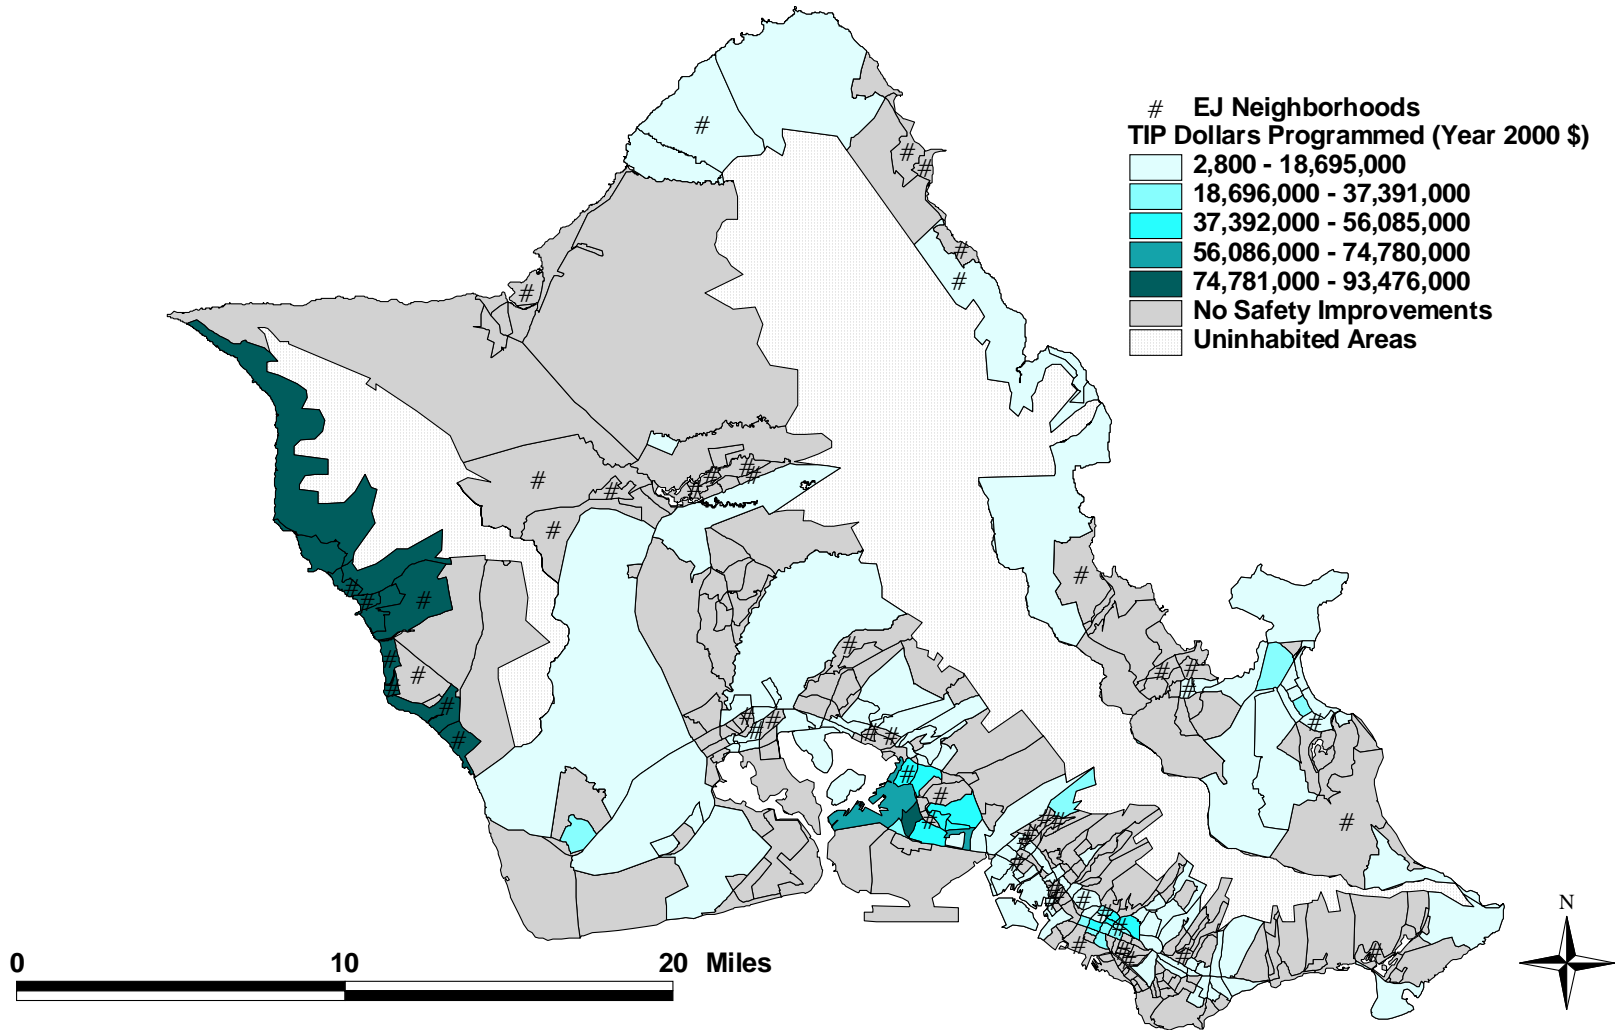 # EJ Neighborhoods
TIP Dollars Programmed (Year 2000 $)
2,800 - 18,695,000
18,696,000 - 37,391,000
37,392,000 - 56,085,000
56,086,000 - 74,780,000
74,781,000 - 93,476,000
No Safety Improvements
Uninhabited Areas
N
0 10 20 Miles